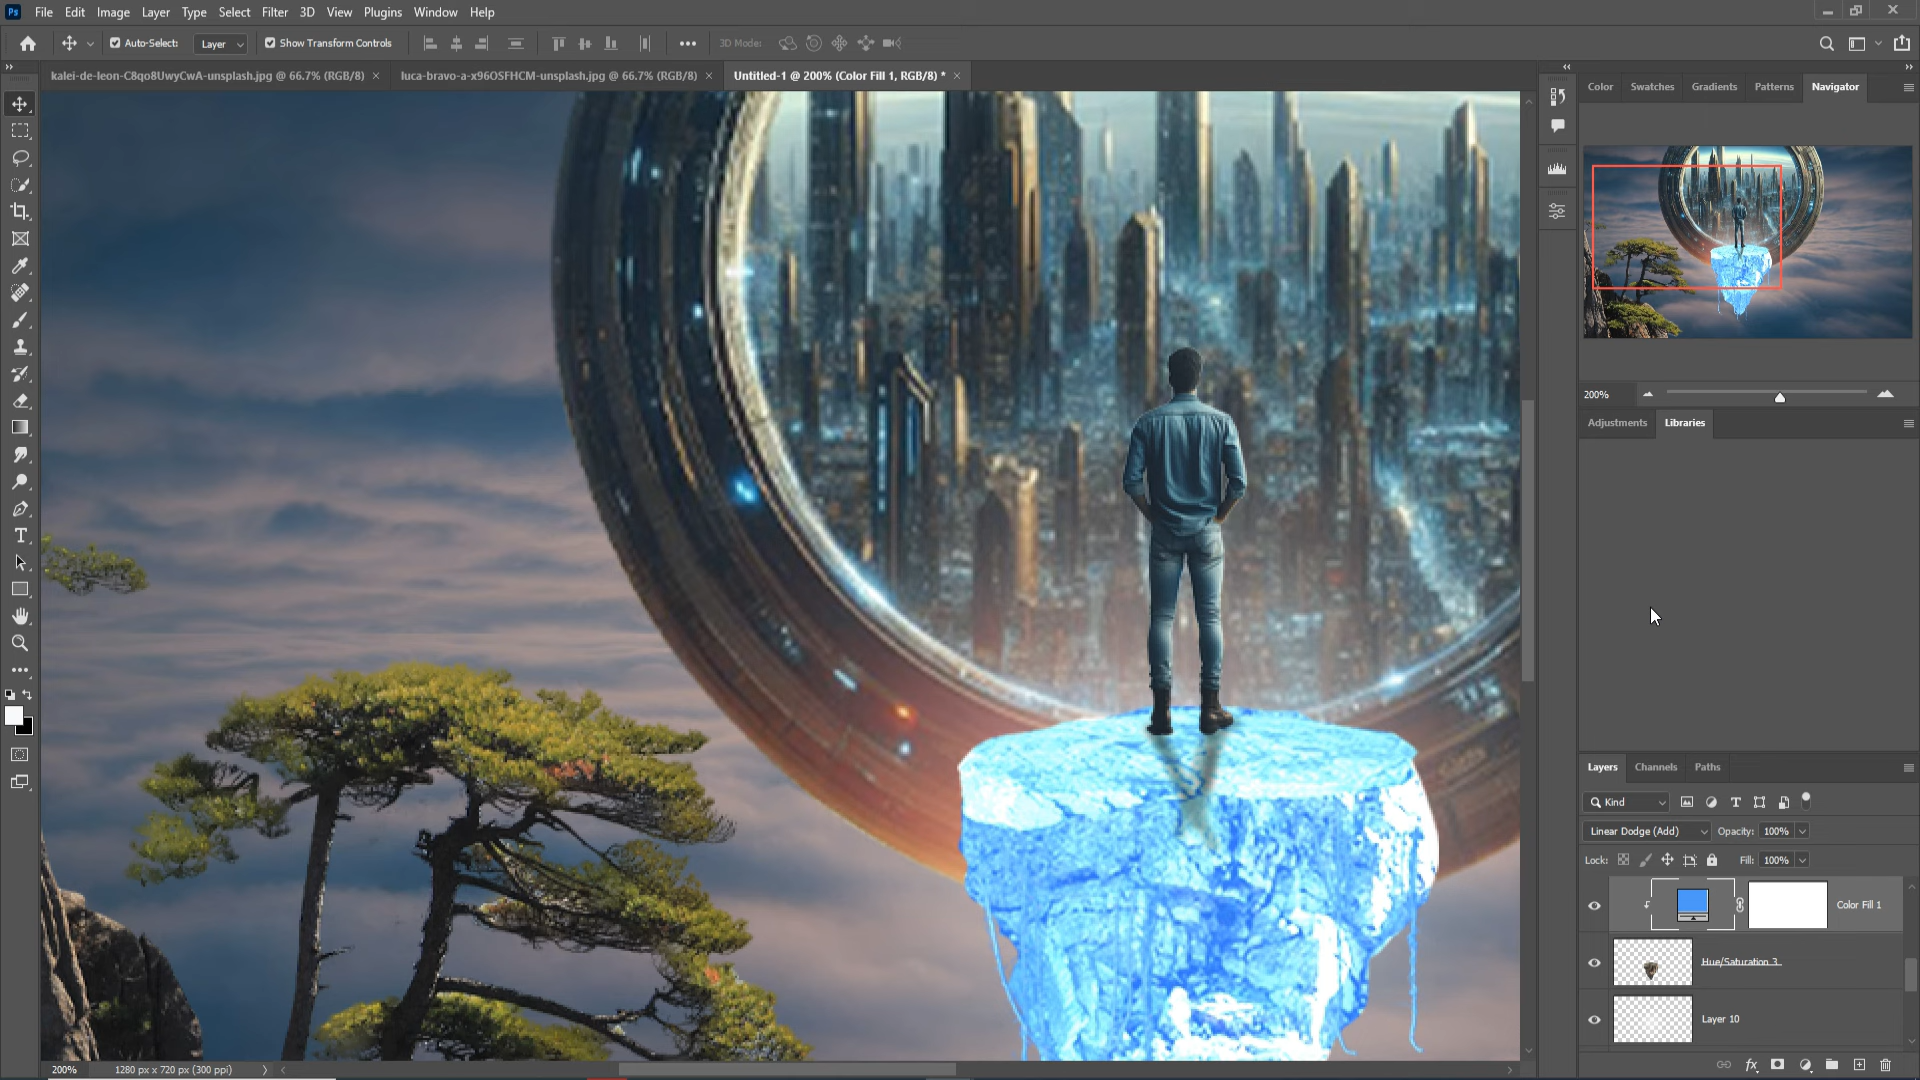 Ps File Edit Image Layer Type Select Filter 3D View Plugins Window Help
Auto-Select: Layer Show Transform Controls 3D Mode:
kalei-de-leon-C8qo8UwyCwA-unsplash.jpg @ 66.7% (RGB/8) luca-bravo-a-x96OSFHCM-unsplash.jpg @ 66.7% (RGB/8) Untitled-1 @ 200% (Color Fill 1, RGB/8) *
Color Swatches Gradients Patterns Navigator
200%
Adjustments Libraries
Layers Channels Paths
Kind
Linear Dodge (Add) Opacity: 100%
Lock: Fill: 100%
Color Fill 1
Hue/Saturation 3
Layer 10
200% 1280 px x 720 px (300 ppi)